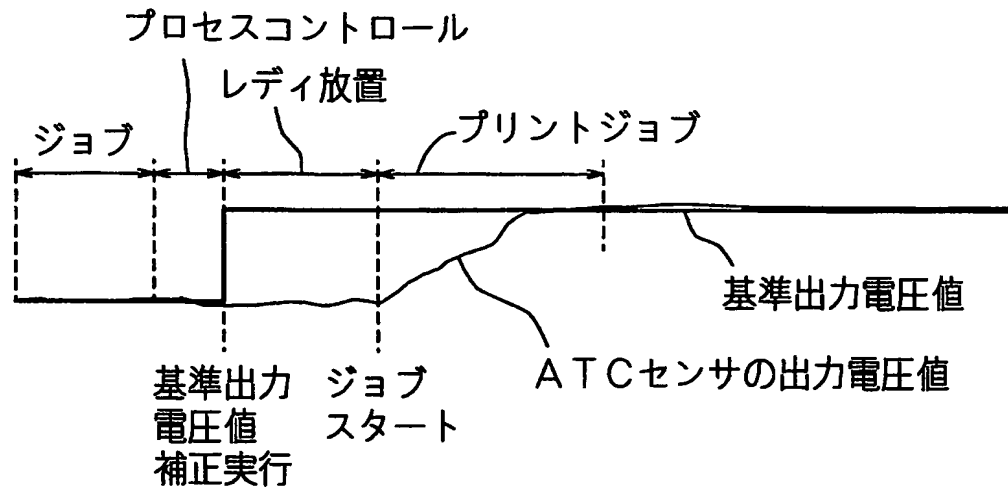 プロセスコントロール
レディ放置
ジョブ
プリントジョブ
基準出力電圧値
ATCセンサの出力電圧値
基準出力
電圧値
補正実行
ジョブ
スタート